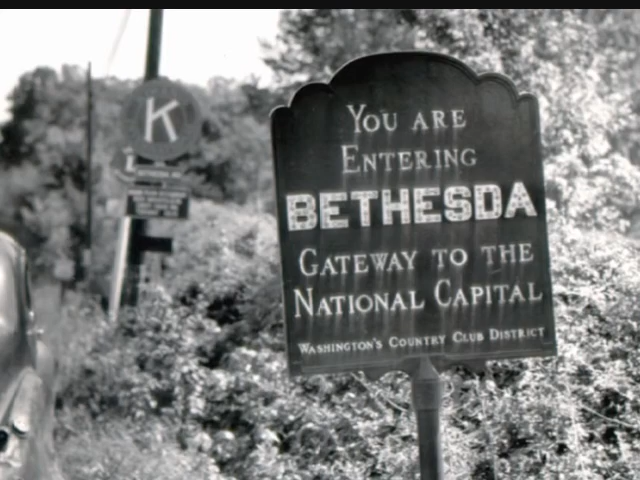 K
YOU ARE
ENTERING
BETHESDA
GATEWAY TO THE
NATIONAL CAPITAL
WASHINGTON'S COUNTRY CLUB DISTRICT